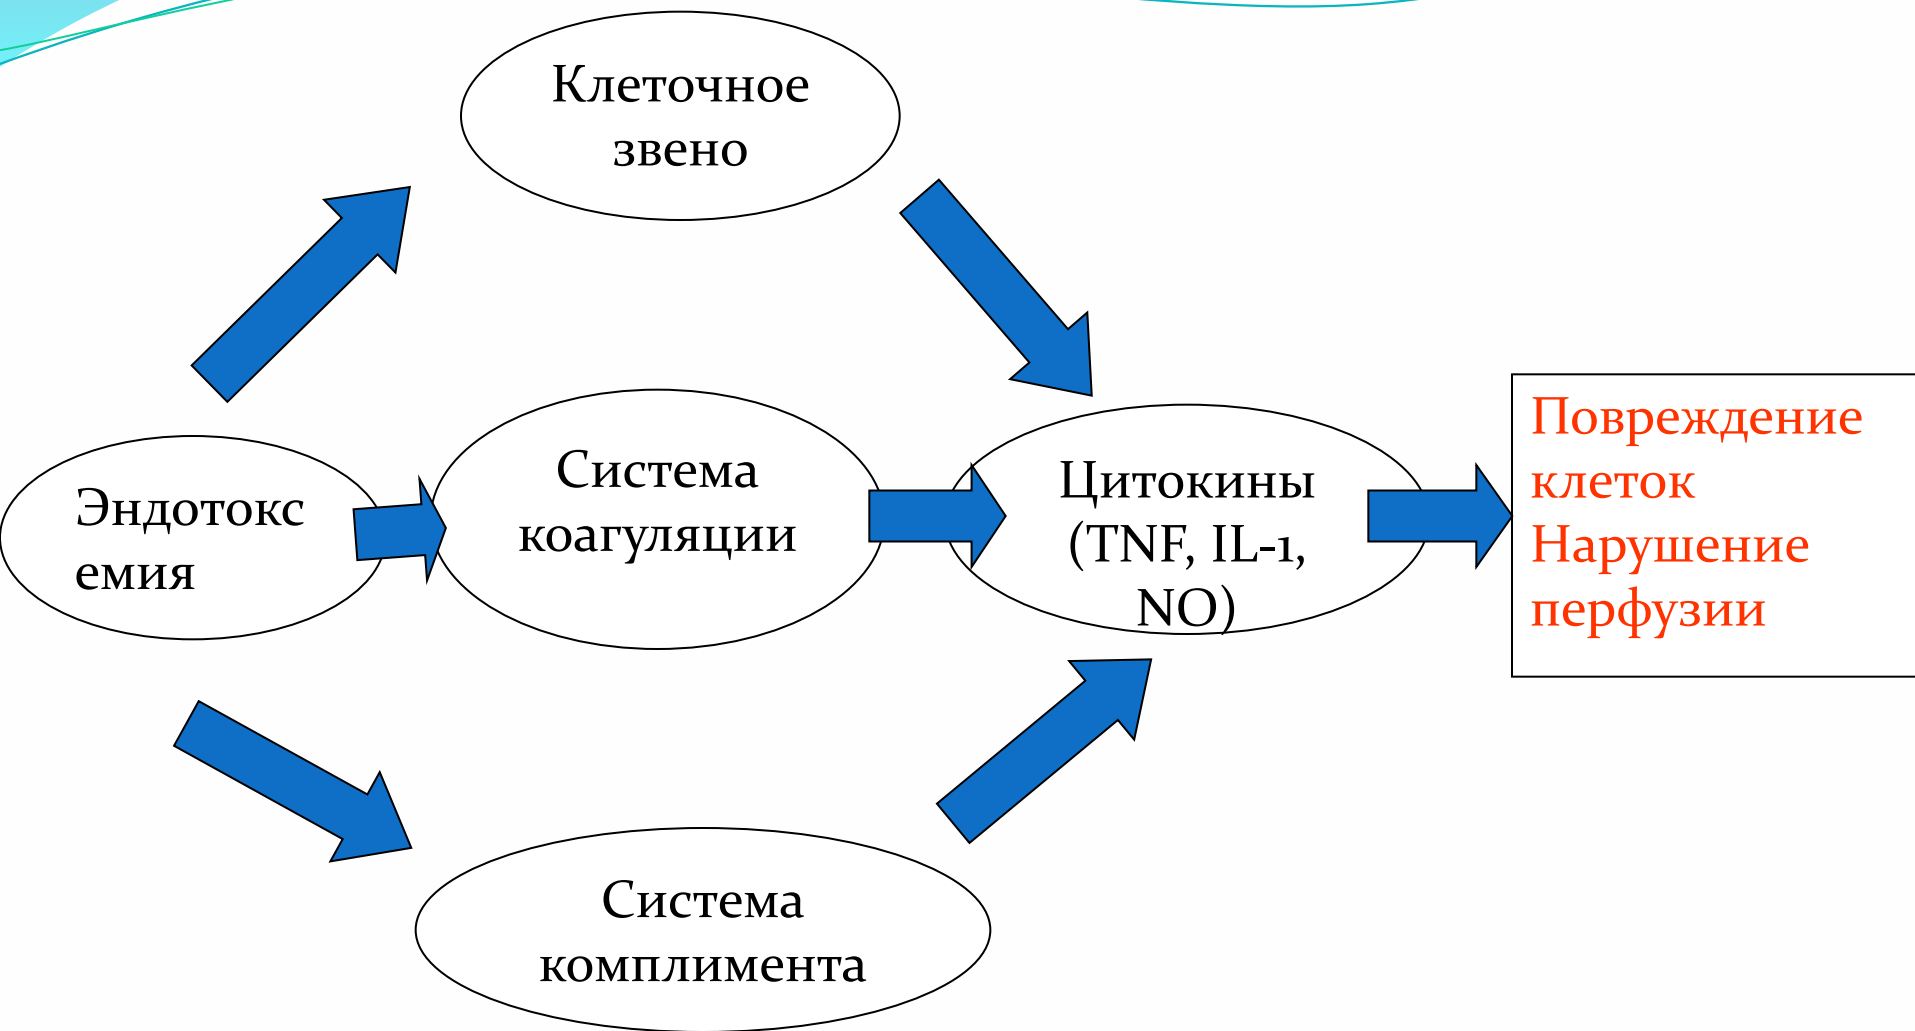 Клеточное
звено
Эндотокс
емия
Система
коагуляции
Цитокины
(TNF, IL-1,
NO)
Повреждение
клеток
Нарушение
перфузии
Система
комплимента